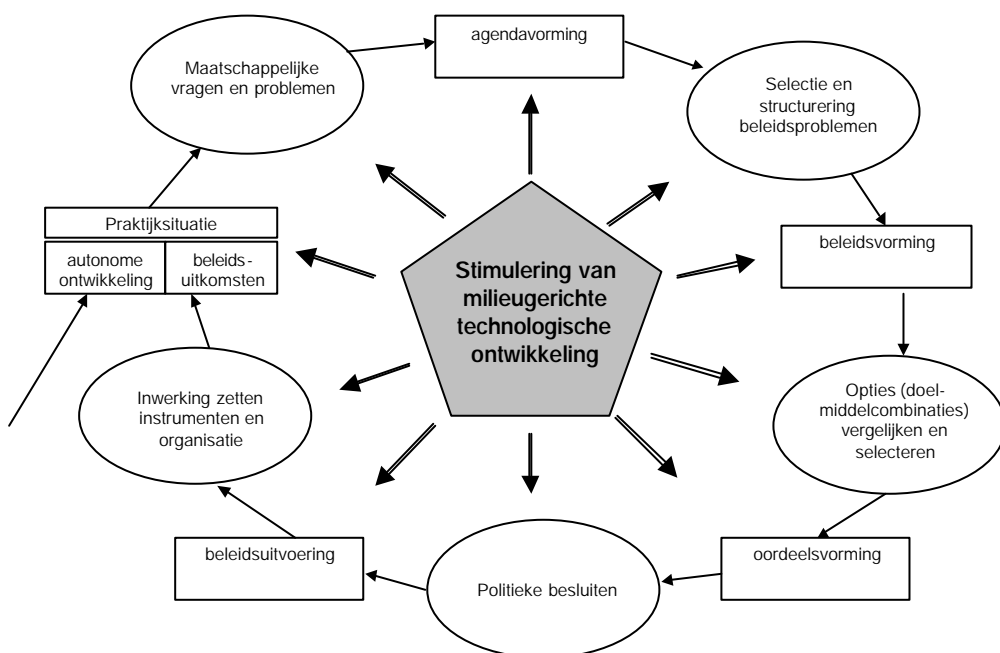 agendavorming
Maatschappelijke
vragen en problemen
Selectie en
structurering
beleidsproblemen
Praktijksituatie
autonome
ontwikkeling
beleids-
uitkomsten
beleidsvorming
Stimulering van
milieugerichte
technologische
ontwikkeling
Inwerking zetten
instrumenten en
organisatie
Opties (doel-
middelcombinaties)
vergelijken en
selecteren
beleidsuitvoering
Politieke besluiten
oordeelsvorming